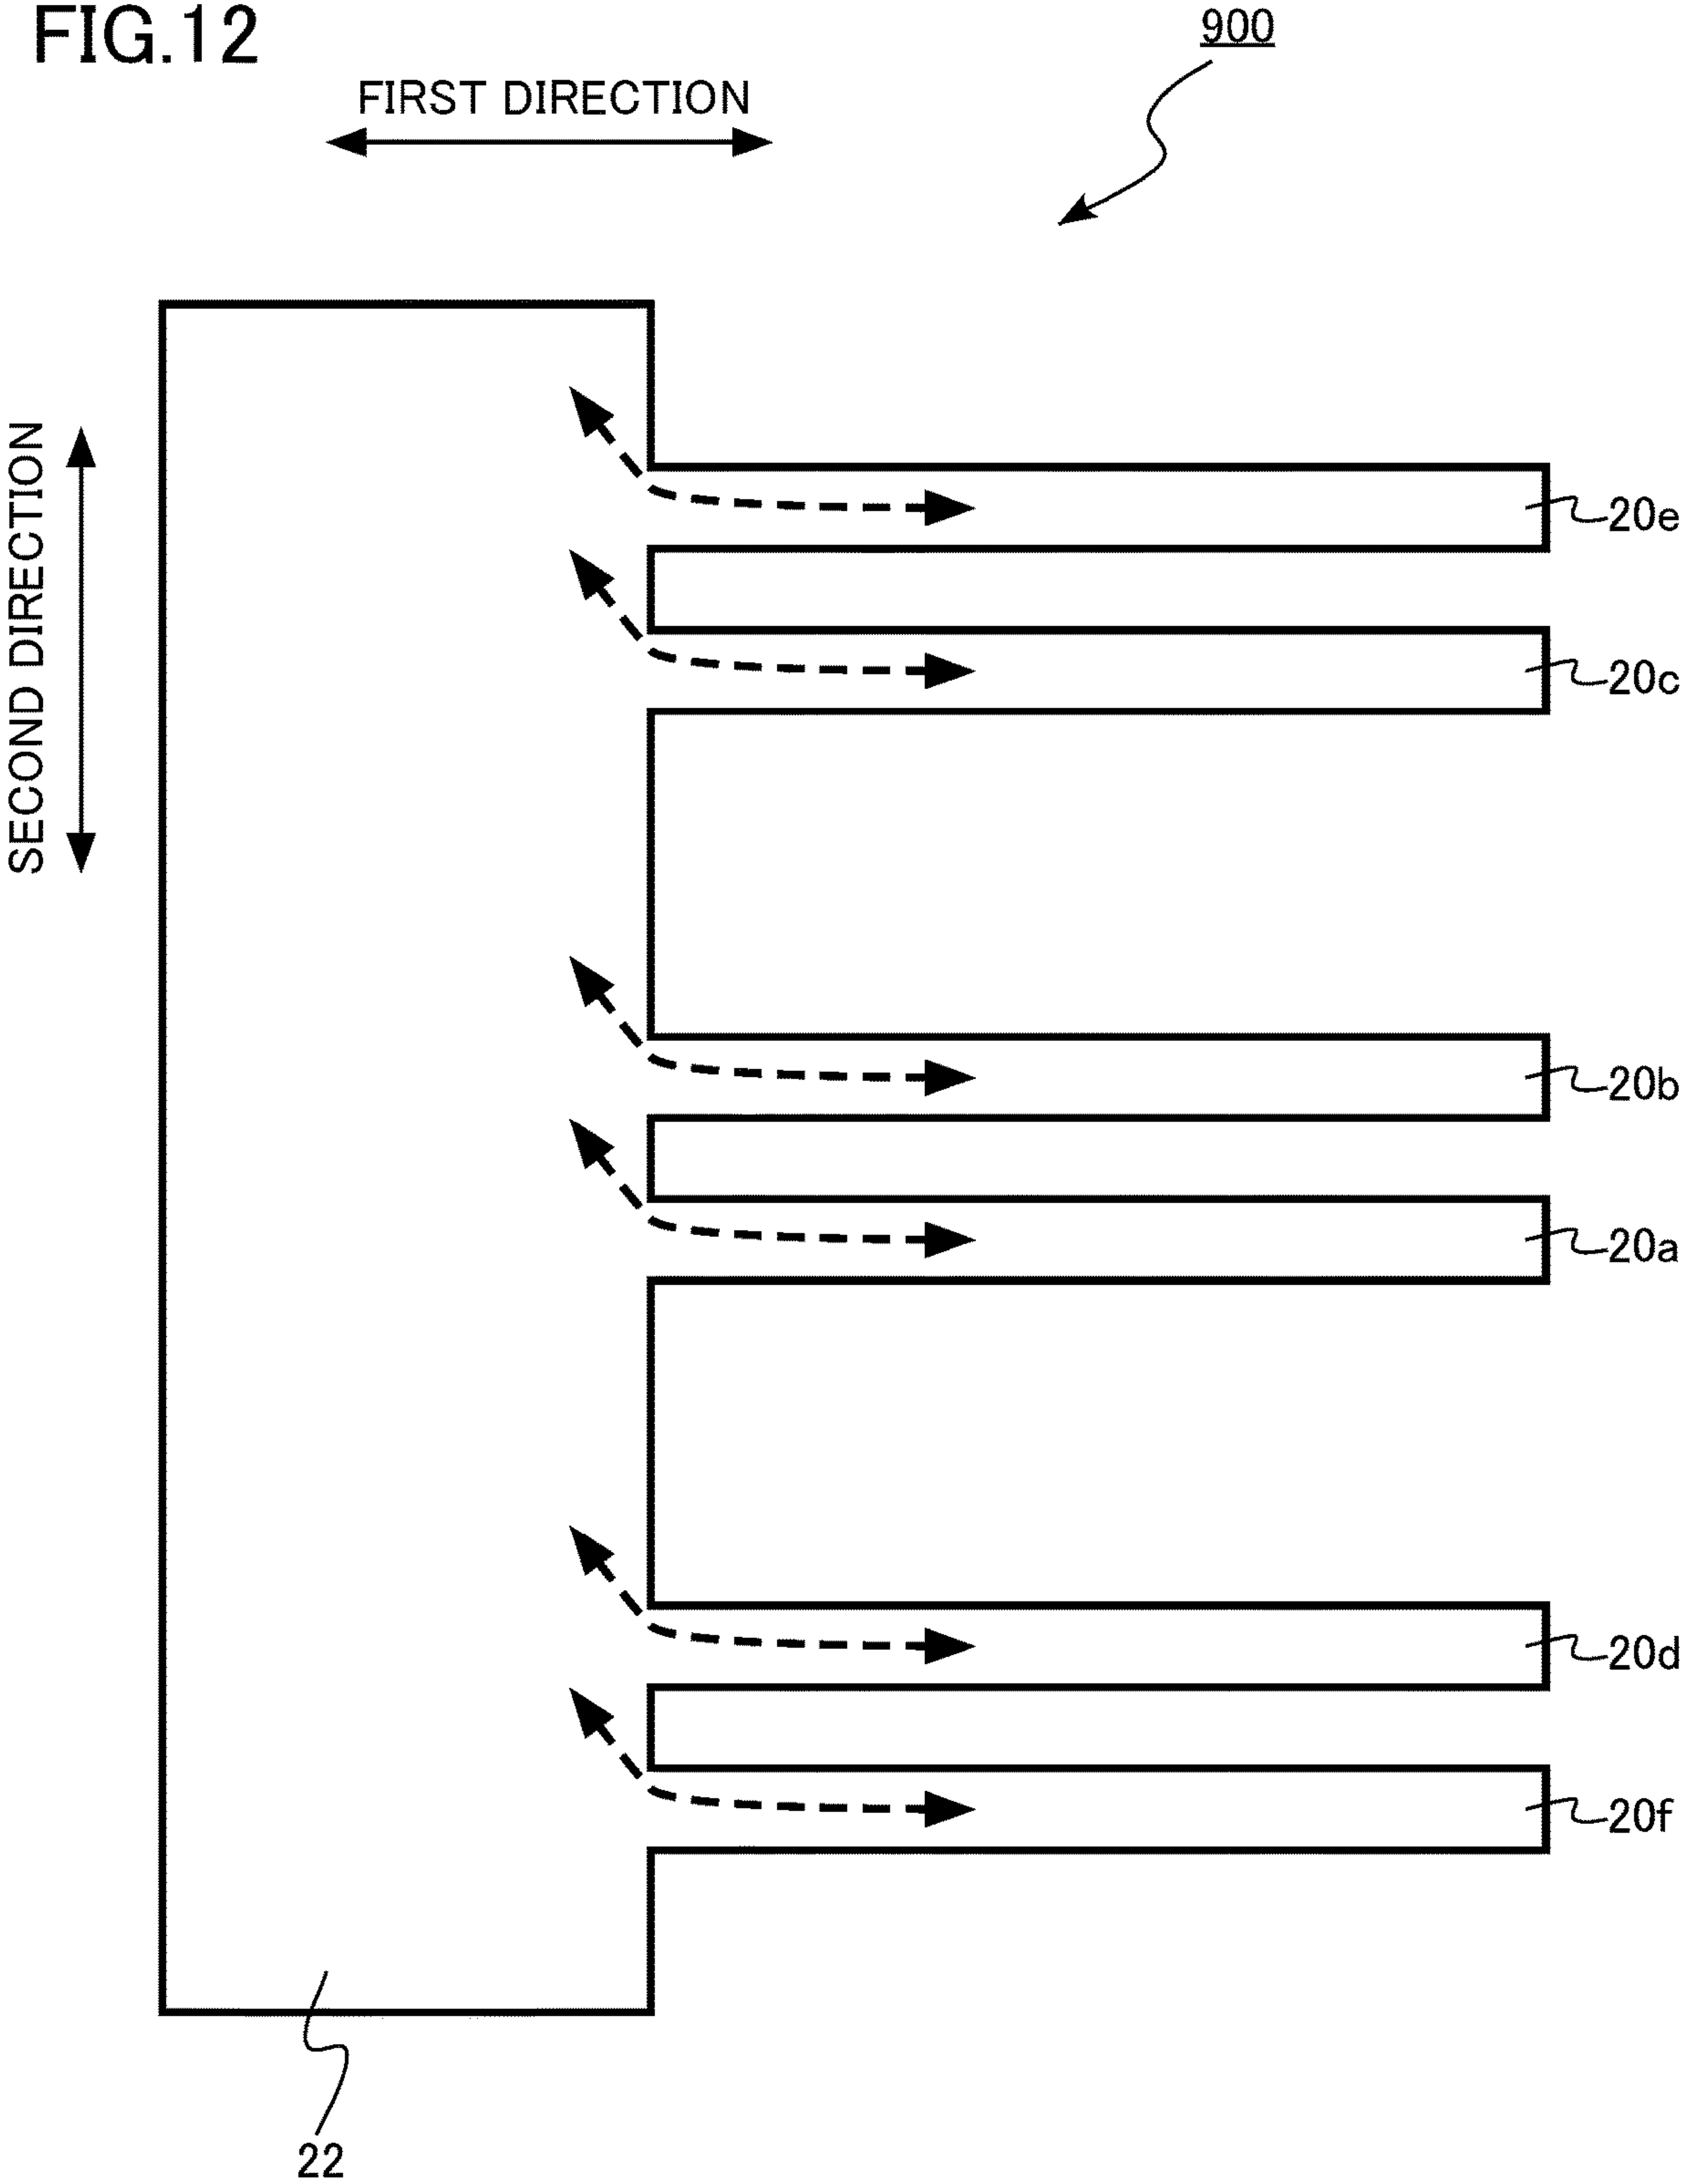 FIG.12
900
FIRST DIRECTION
SECOND DIRECTION
20e
20c
20b
20a
20d
20f
22